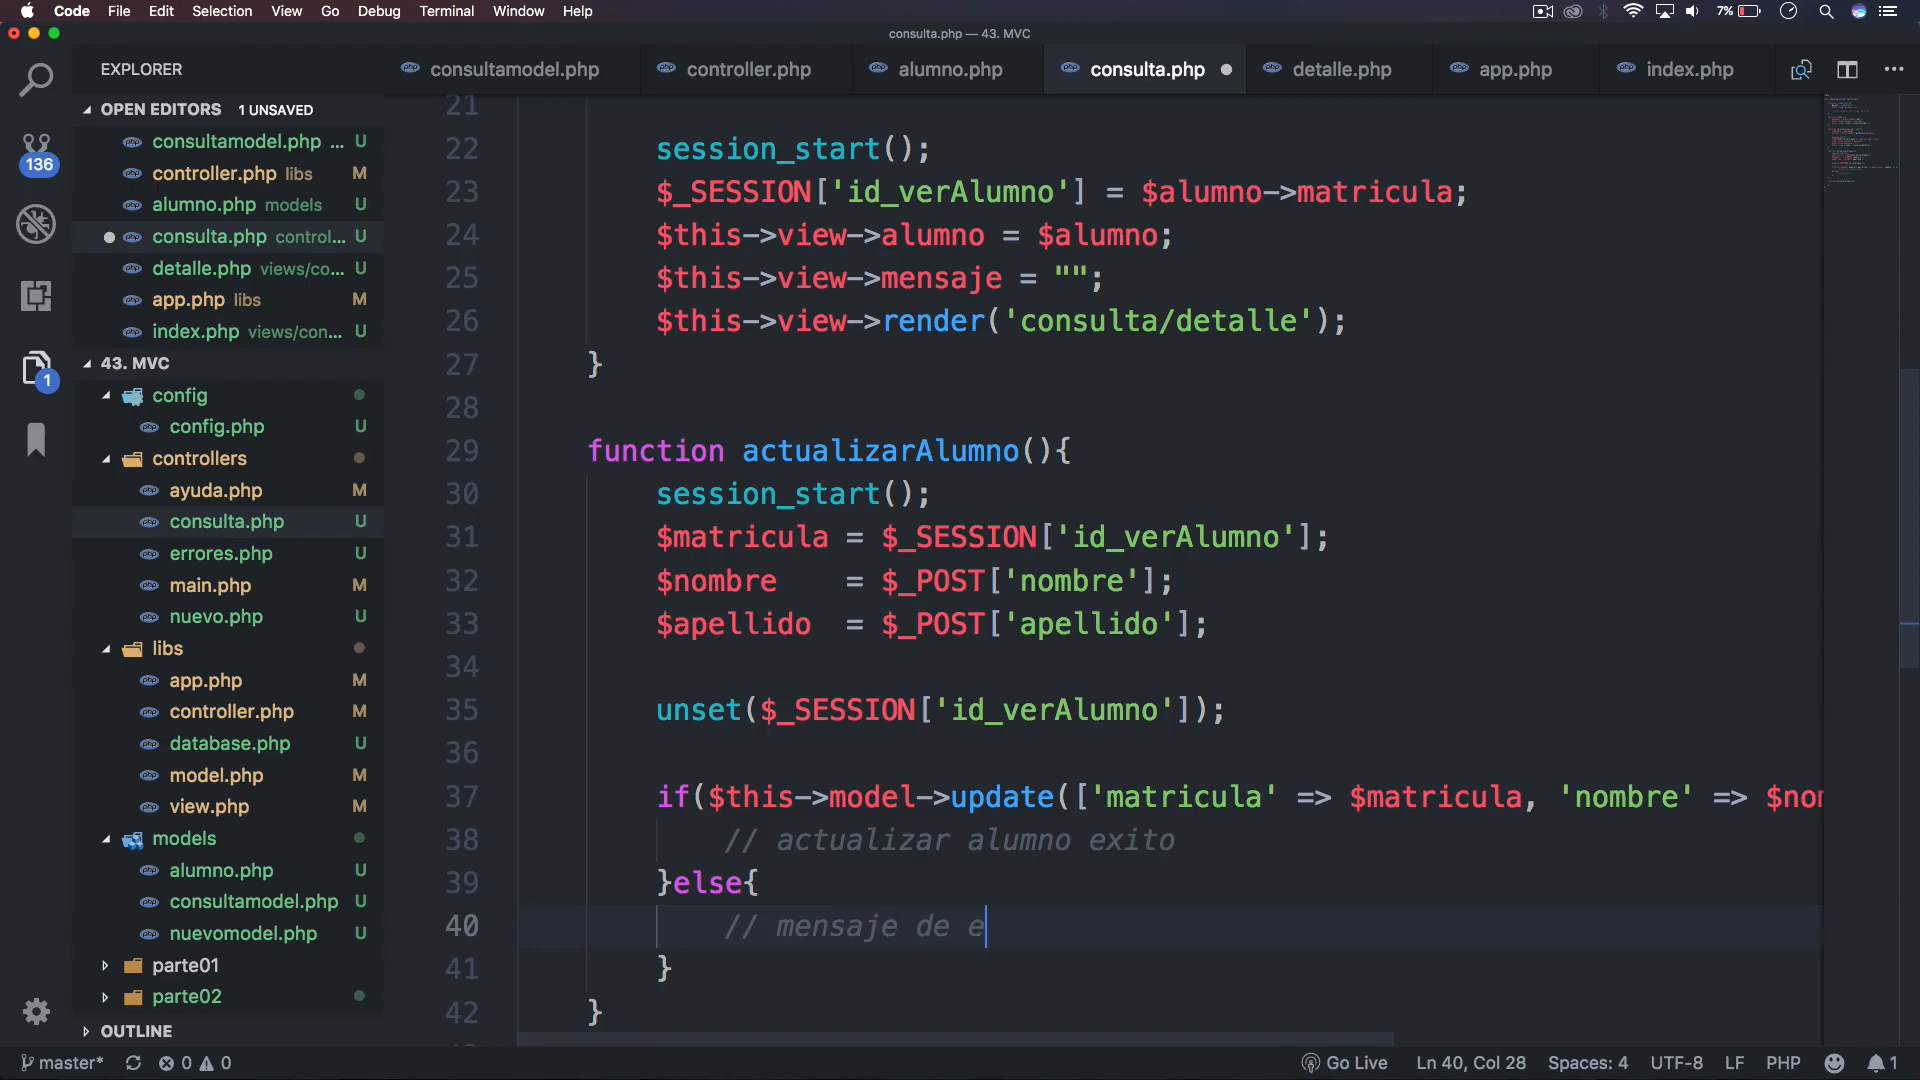 Code File Edit Selection View Go Debug Terminal Window Help 7%
consulta.php — 43. MVC
EXPLORER
OPEN EDITORS 1 UNSAVED
consultamodel.php ... U
controller.php libs M
alumno.php models U
consulta.php control... U
detalle.php views/co... U
app.php libs M
index.php views/con... U
43. MVC
config
config.php U
controllers
ayuda.php M
consulta.php U
errores.php U
main.php M
nuevo.php U
libs
app.php M
controller.php M
database.php U
model.php M
view.php M
models
alumno.php U
consultamodel.php U
nuevomodel.php U
parte01
parte02
OUTLINE
136
1
consultamodel.php controller.php alumno.php consulta.php detalle.php app.php index.php
21
22 session_start();
23 $_SESSION['id_verAlumno'] = $alumno->matricula;
24 $this->view->alumno = $alumno;
25 $this->view->mensaje = "";
26 $this->view->render('consulta/detalle');
27 }
28
29 function actualizarAlumno(){
30 session_start();
31 $matricula = $_SESSION['id_verAlumno'];
32 $nombre = $_POST['nombre'];
33 $apellido = $_POST['apellido'];
34
35 unset($_SESSION['id_verAlumno']);
36
37 if($this->model->update(['matricula' => $matricula, 'nombre' => $nom
38 // actualizar alumno exito
39 }else{
40 // mensaje de e
41 }
42 }
master* 0 0 Go Live Ln 40, Col 28 Spaces: 4 UTF-8 LF PHP 1